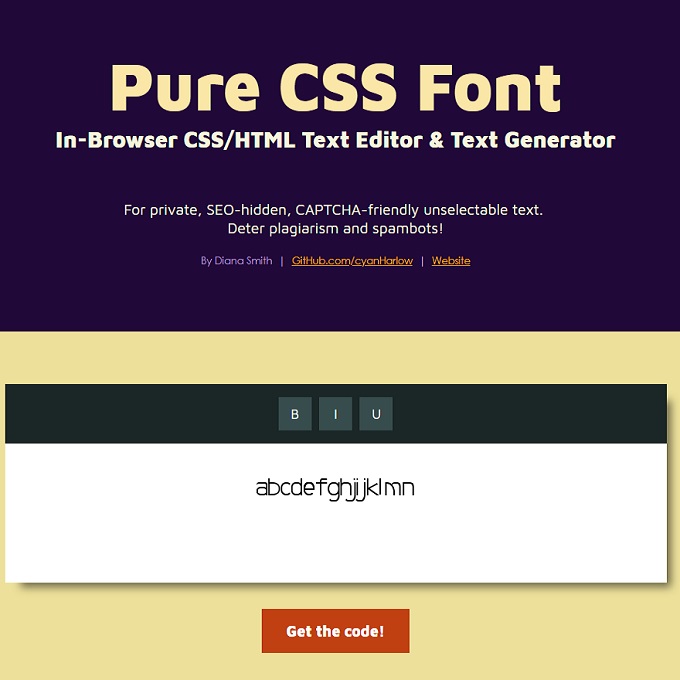 Pure CSS Font
In-Browser CSS/HTML Text Editor & Text Generator
For private, SEO-hidden, CAPTCHA-friendly unselectable text.
Deter plagiarism and spambots!
By Diana Smith | GitHub.com/cyanHarlow | Website
B I U
abcdefghjijklmn
Get the code!